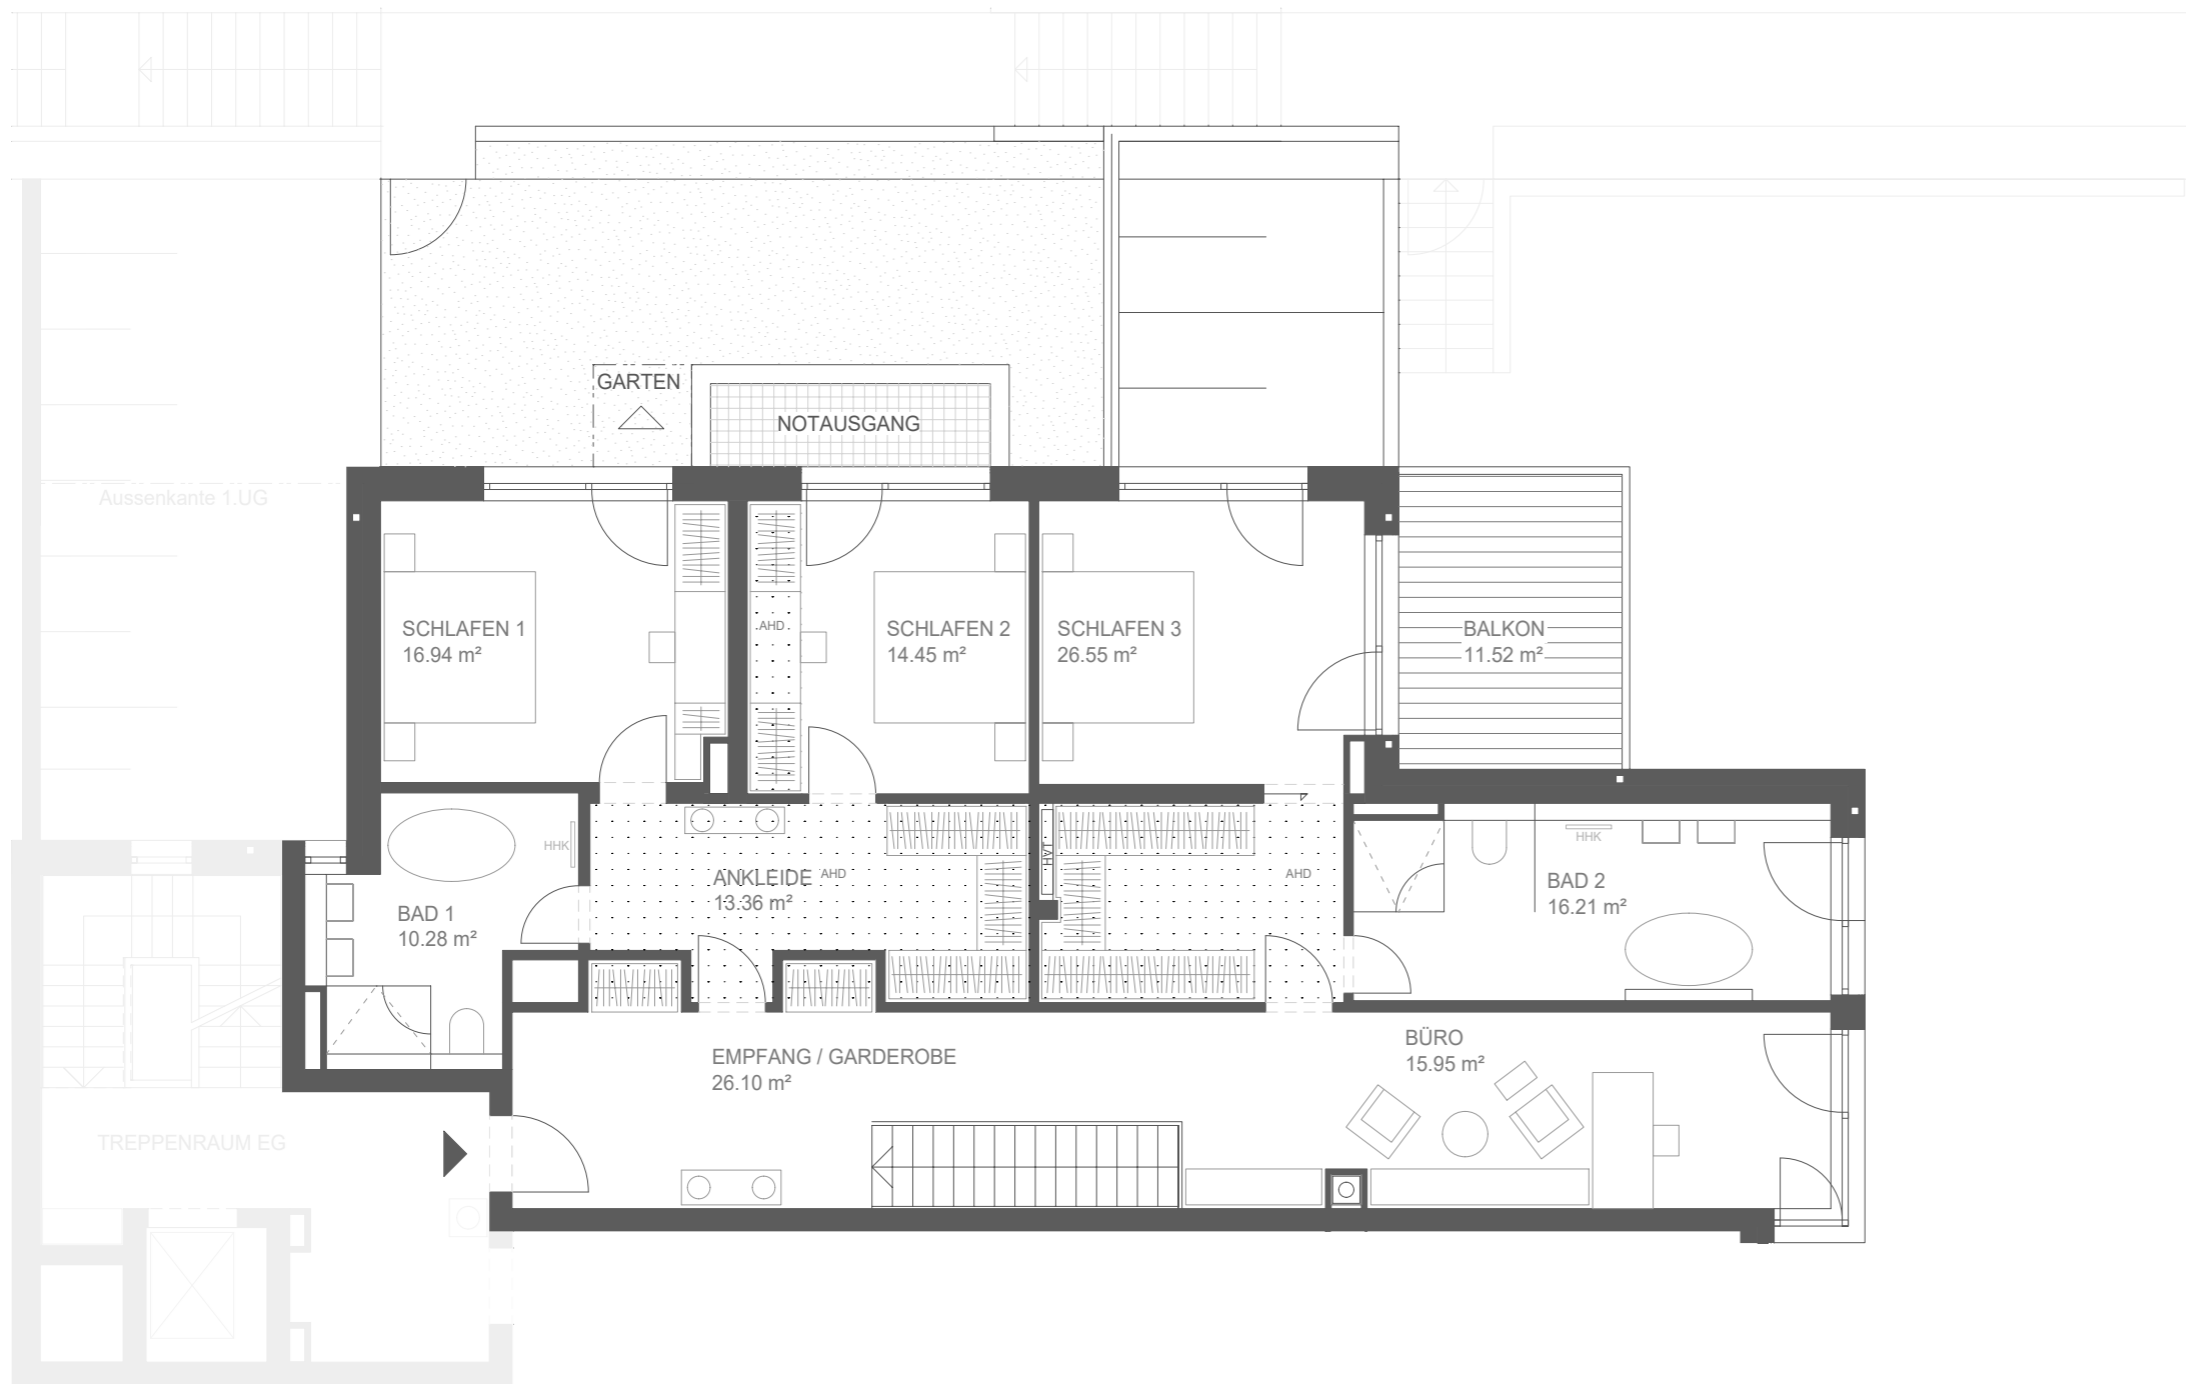 GARTEN
NOTAUSGANG
Aussenkante 1.UG
SCHLAFEN 1
16.94 m²
AHD
SCHLAFEN 2
14.45 m²
SCHLAFEN 3
26.55 m²
BALKON
11.52 m²
HHK
BAD 1
10.28 m²
ANKLEIDE
13.36 m²
AHD
HVT
AHD
HHK
BAD 2
16.21 m²
EMPFANG / GARDEROBE
26.10 m²
BÜRO
15.95 m²
TREPPENRAUM EG